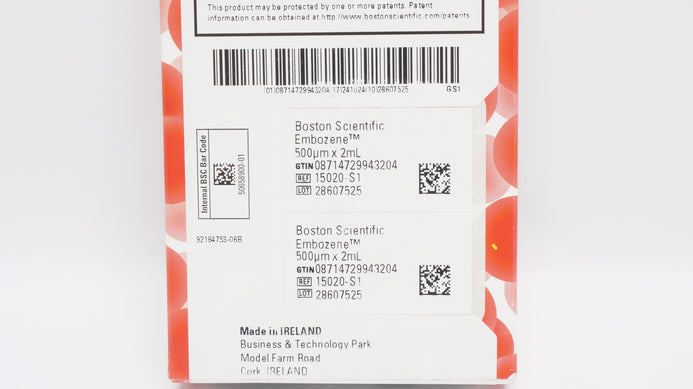 This product may be protected by one or more patents. Patent
information can be obtained at http://www.bostonscientific.com/patents
(01)08714729943204(17)241024(10)28607525
GS1
Internal BSC Bar Code
50658900-01
92164753-06B
Boston Scientific
Embozene™
500µm x 2mL
GTIN 08714729943204
REF 15020-S1
LOT 28607525
Boston Scientific
Embozene™
500µm x 2mL
GTIN 08714729943204
REF 15020-S1
LOT 28607525
Made in IRELAND
Business & Technology Park
Model Farm Road
Cork, IRELAND